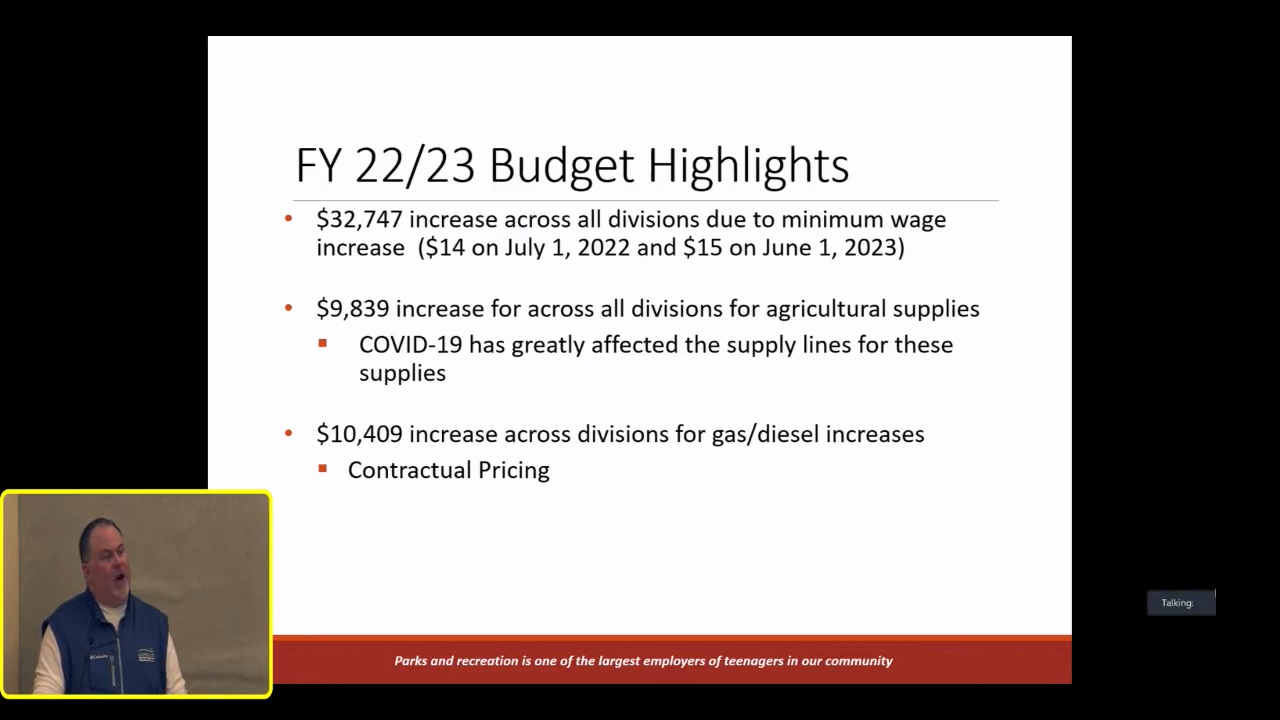 FY 22/23 Budget Highlights
• $32,747 increase across all divisions due to minimum wage
increase ($14 on July 1, 2022 and $15 on June 1, 2023)
• $9,839 increase for across all divisions for agricultural supplies
▪ COVID-19 has greatly affected the supply lines for these
supplies
• $10,409 increase across divisions for gas/diesel increases
▪ Contractual Pricing
Talking:
Parks and recreation is one of the largest employers of teenagers in our community